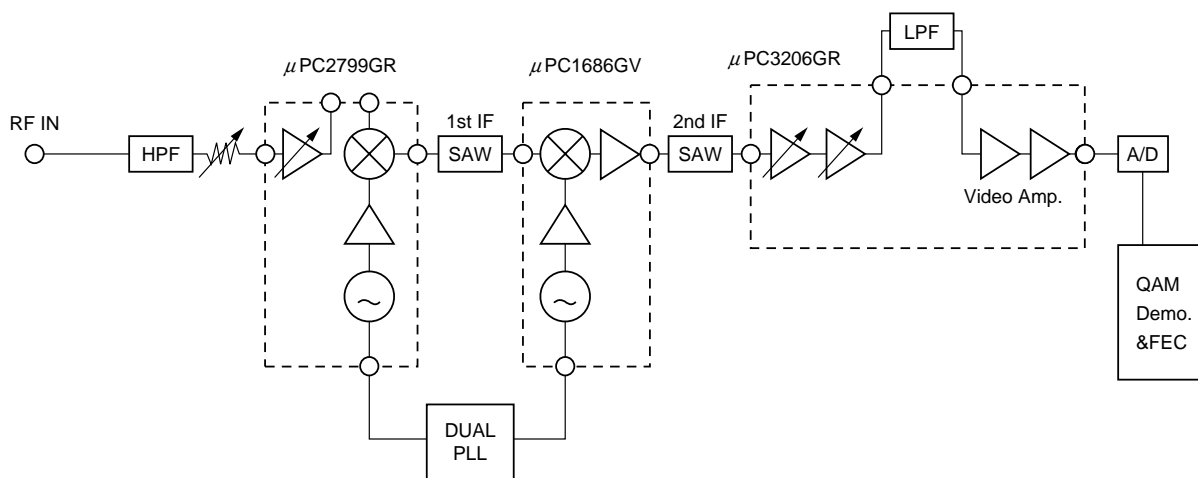 LPF
μPC2799GR
μPC1686GV
μPC3206GR
RF IN
1st IF
2nd IF
HPF
SAW
SAW
A/D
Video Amp.
QAM
Demo.
&FEC
DUAL
PLL